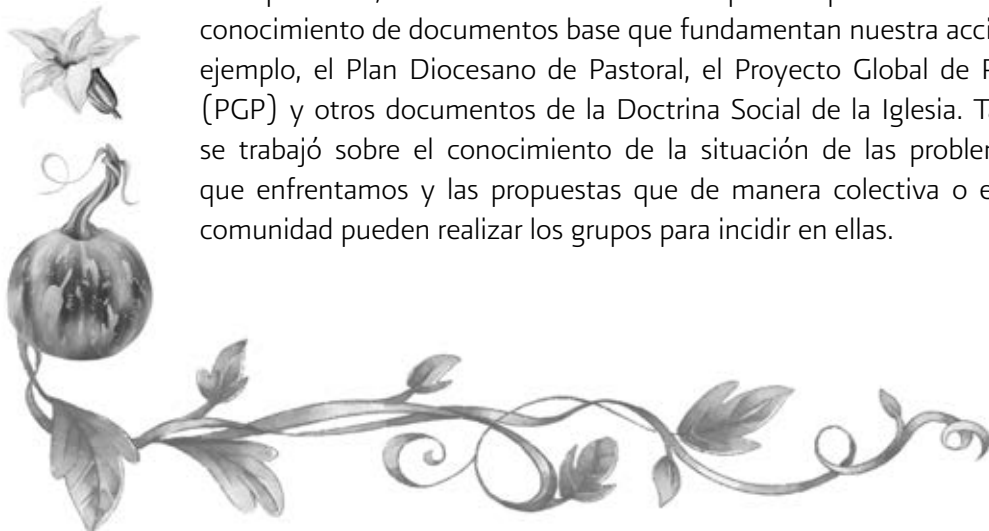 conocimiento de documentos base que fundamentan nuestra
ejemplo, el Plan Diocesano de Pastoral, el Proyecto Global de
(PGP) y otros documentos de la Doctrina Social de la Iglesia.
se trabajó sobre el conocimiento de la situación de las
que enfrentamos y las propuestas que de manera colectiva o
comunidad pueden realizar los grupos para incidir en ellas.